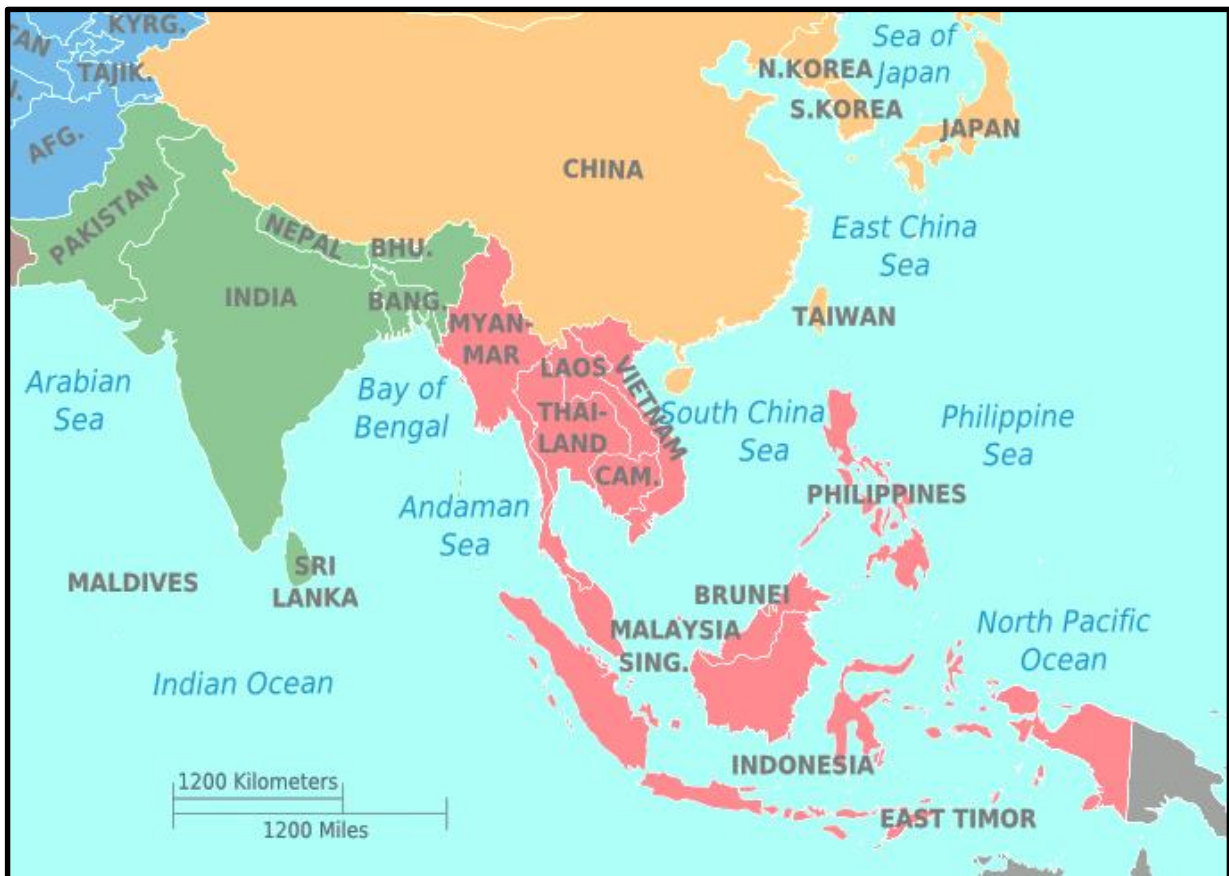 KYRG.
TAN
TAJIK.
V.
AFG.
PAKISTAN
NEPAL
BHU.
INDIA
BANG.
CHINA
N.KOREA
S.KOREA
Sea of
Japan
JAPAN
East China
Sea
TAIWAN
MYAN-
MAR
LAOS
VIETNAM
THAI-
LAND
CAM.
Arabian
Sea
Bay of
Bengal
South China
Sea
Philippine
Sea
PHILIPPINES
Andaman
Sea
MALDIVES
SRI
LANKA
BRUNEI
MALAYSIA
SING.
North Pacific
Ocean
Indian Ocean
INDONESIA
EAST TIMOR
1200 Kilometers
1200 Miles